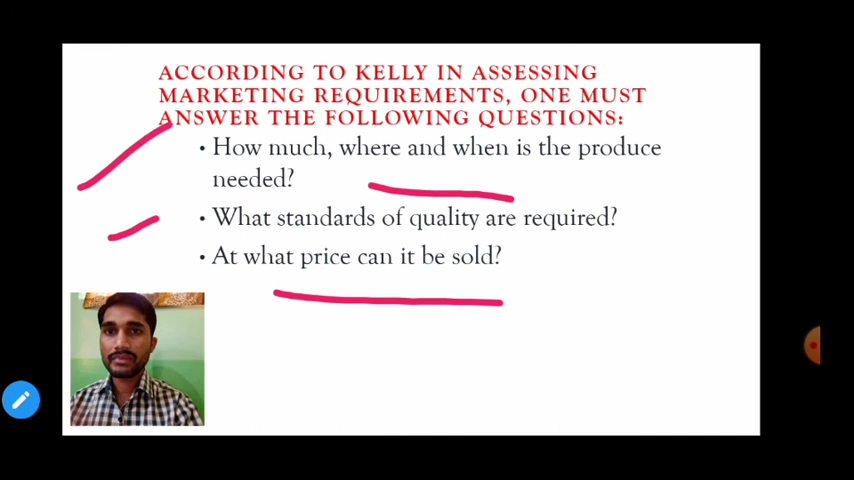 ACCORDING TO KELLY IN ASSESSING
MARKETING REQUIREMENTS, ONE MUST
ANSWER THE FOLLOWING QUESTIONS:
• How much, where and when is the produce
needed?
• What standards of quality are required?
• At what price can it be sold?